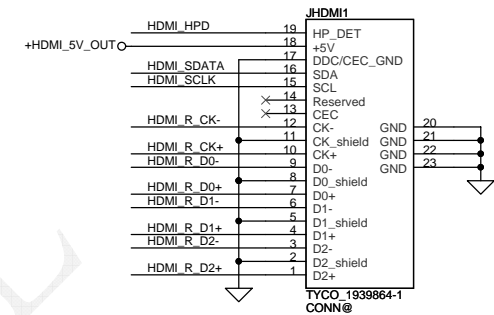 JHDMI1
HDMI_HPD 19 HP_DET
+HDMI_5V_OUT 18 +5V
17 DDC/CEC_GND
HDMI_SDATA 16 SDA
HDMI_SCLK 15 SCL
14 Reserved
13 CEC
HDMI_R_CK- 12 CK- GND 20
11 CK_shield GND 21
HDMI_R_CK+ 10 CK+ GND 22
HDMI_R_D0- 9 D0- GND 23
8 D0_shield
HDMI_R_D0+ 7 D0+
HDMI_R_D1- 6 D1-
5 D1_shield
HDMI_R_D1+ 4 D1+
HDMI_R_D2- 3 D2-
2 D2_shield
HDMI_R_D2+ 1 D2+
TYCO_1939864-1
CONN@